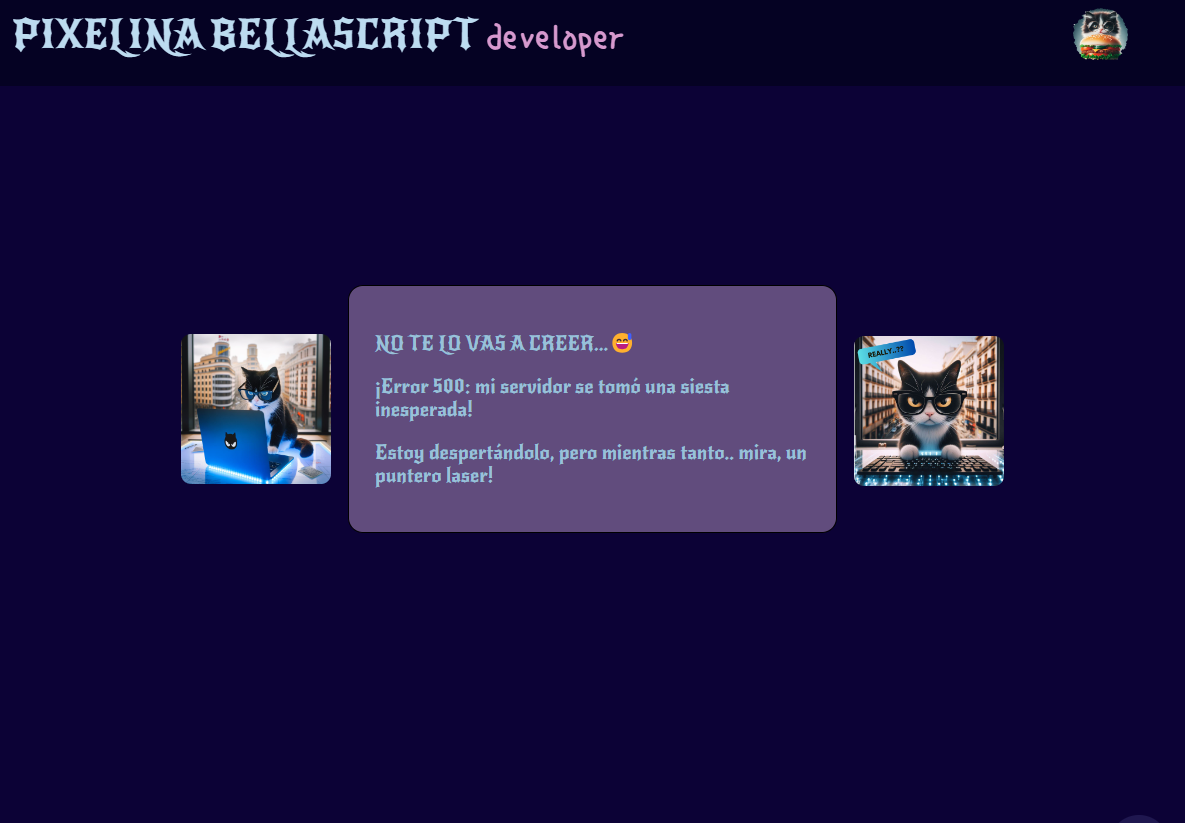 PIXELINA BELLASCRIPT developer
NO TE LO VAS A CREER... 😅
¡Error 500: mi servidor se tomó una siesta
inesperada!
Estoy despertándolo, pero mientras tanto.. mira, un
puntero laser!
REALLY..??